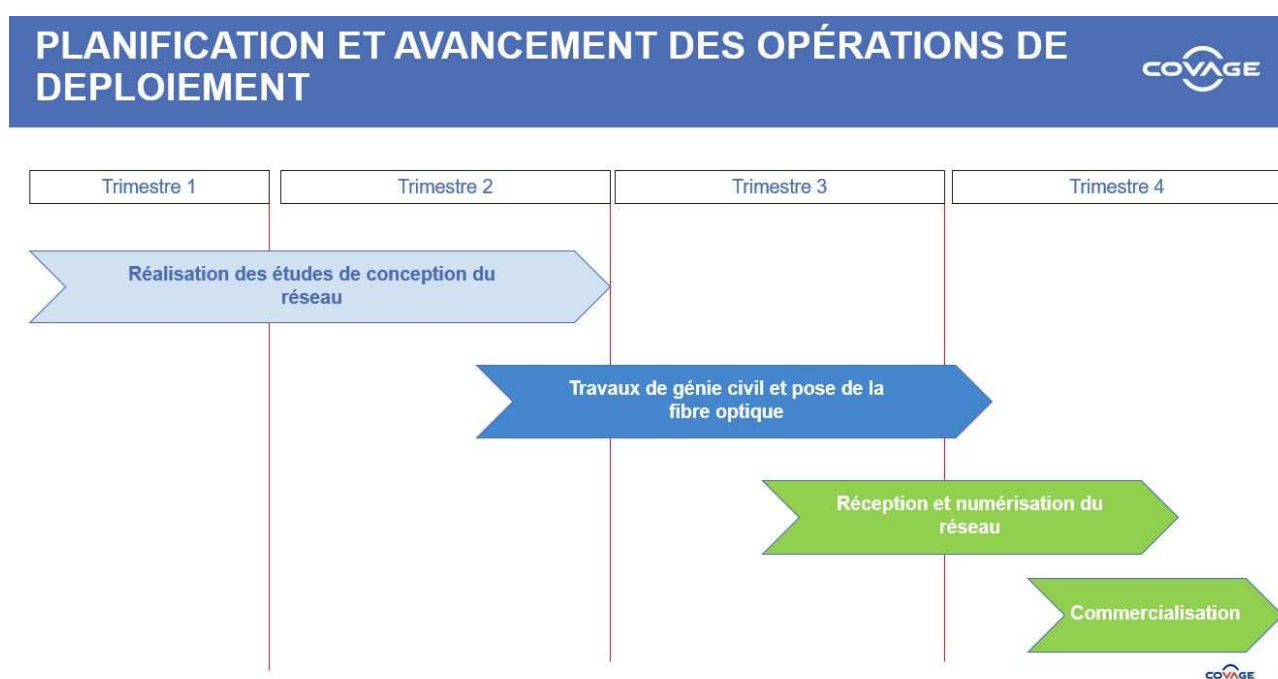 PLANIFICATION ET AVANCEMENT DES OPÉRATIONS DE
DEPLOIEMENT
COVAGE
Trimestre 1
Trimestre 2
Trimestre 3
Trimestre 4
Réalisation des études de conception du
réseau
Travaux de génie civil et pose de la
fibre optique
Réception et numérisation du
réseau
Commercialisation
COVAGE